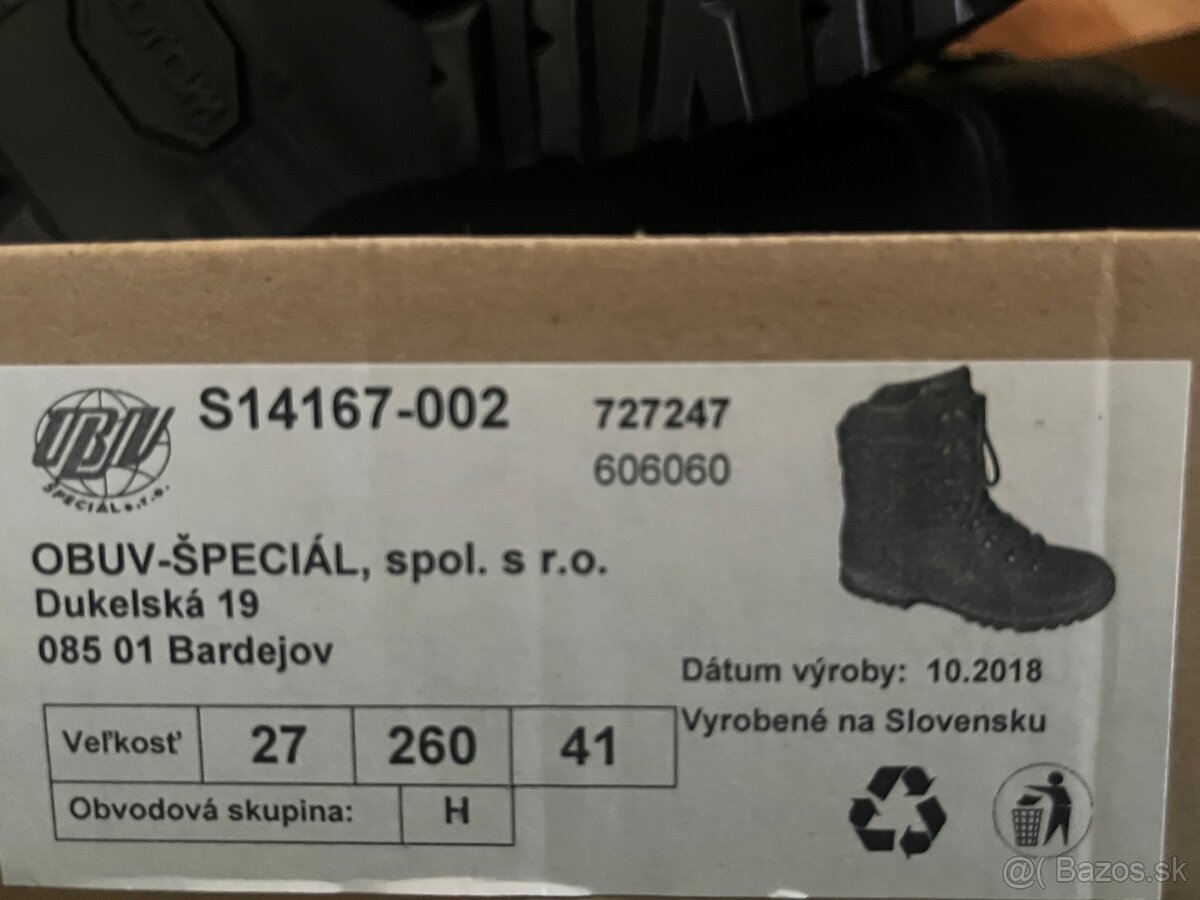 OBUV
ŠPECIÁL s.r.o.
S14167-002
727247
606060
OBUV-ŠPECIÁL, spol. s r.o.
Dukelská 19
085 01 Bardejov
Dátum výroby: 10.2018
Vyrobené na Slovensku
Veľkosť 27 260 41
Obvodová skupina: H
@( Bazos.sk